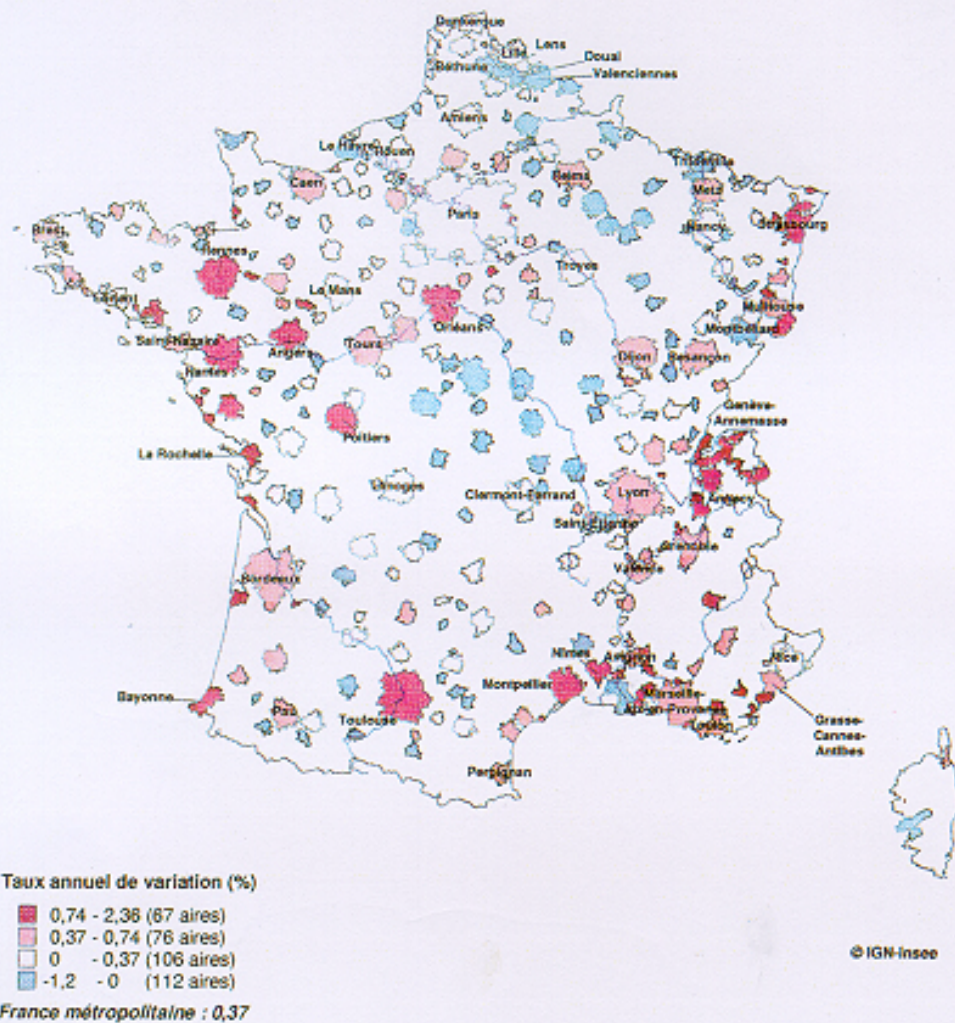 Dunkerque
Lille
Lens
Douai
Béthune
Valenciennes
Amiens
Le Havre
Rouen
Thionville
Caen
Reims
Metz
Paris
Brest
Nancy
Strasbourg
Rennes
Troyes
Lorient
Le Mans
Mulhouse
Orléans
Montbéliard
Saint-Nazaire
Angers
Tours
Dijon
Besançon
Nantes
Genève-
Annemasse
Poitiers
La Rochelle
Limoges
Clermont-Ferrand
Lyon
Annecy
Saint-Etienne
Grenoble
Valence
Bordeaux
Nîmes
Avignon
Nice
Montpellier
Bayonne
Marseille-
Aix-en-Provence
Pau
Toulouse
Toulon
Grasse-
Cannes-
Antibes
Perpignan
Taux annuel de variation (%)
0,74 - 2,36 (67 aires)
0,37 - 0,74 (76 aires)
0 - 0,37 (106 aires)
-1,2 - 0 (112 aires)
© IGN-Insee
France métropolitaine : 0,37